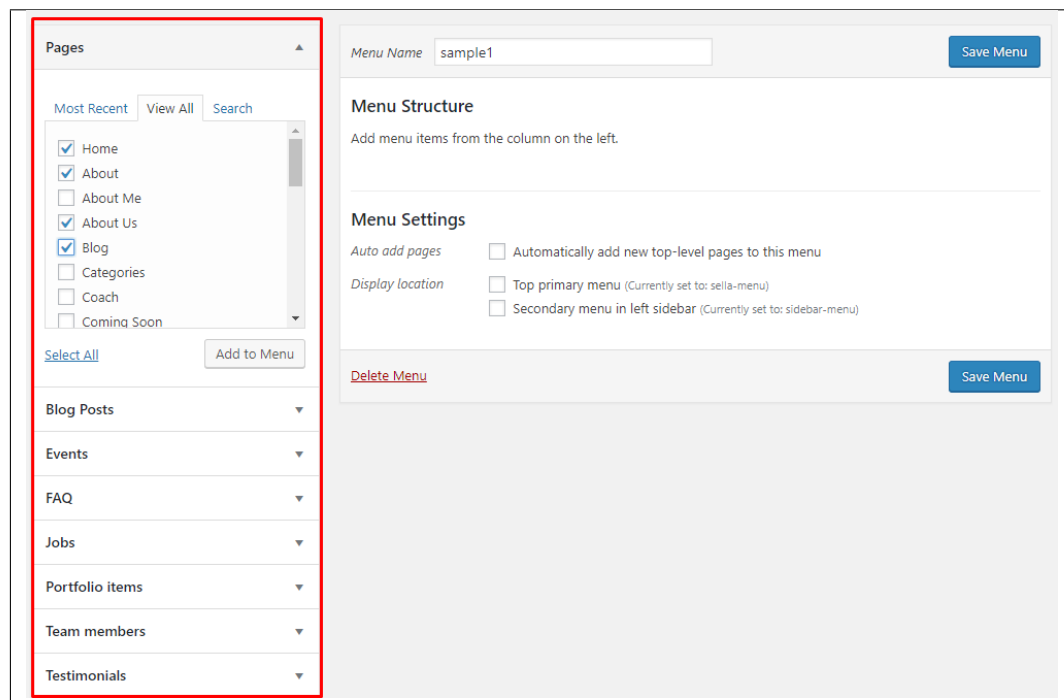 Pages
Most Recent View All Search
Home
About
About Me
About Us
Blog
Categories
Coach
Coming Soon
Select All Add to Menu
Blog Posts
Events
FAQ
Jobs
Portfolio items
Team members
Testimonials
Menu Name sample1 Save Menu
Menu Structure
Add menu items from the column on the left.
Menu Settings
Auto add pages Automatically add new top-level pages to this menu
Display location Top primary menu (Currently set to: sella-menu)
Secondary menu in left sidebar (Currently set to: sidebar-menu)
Delete Menu Save Menu